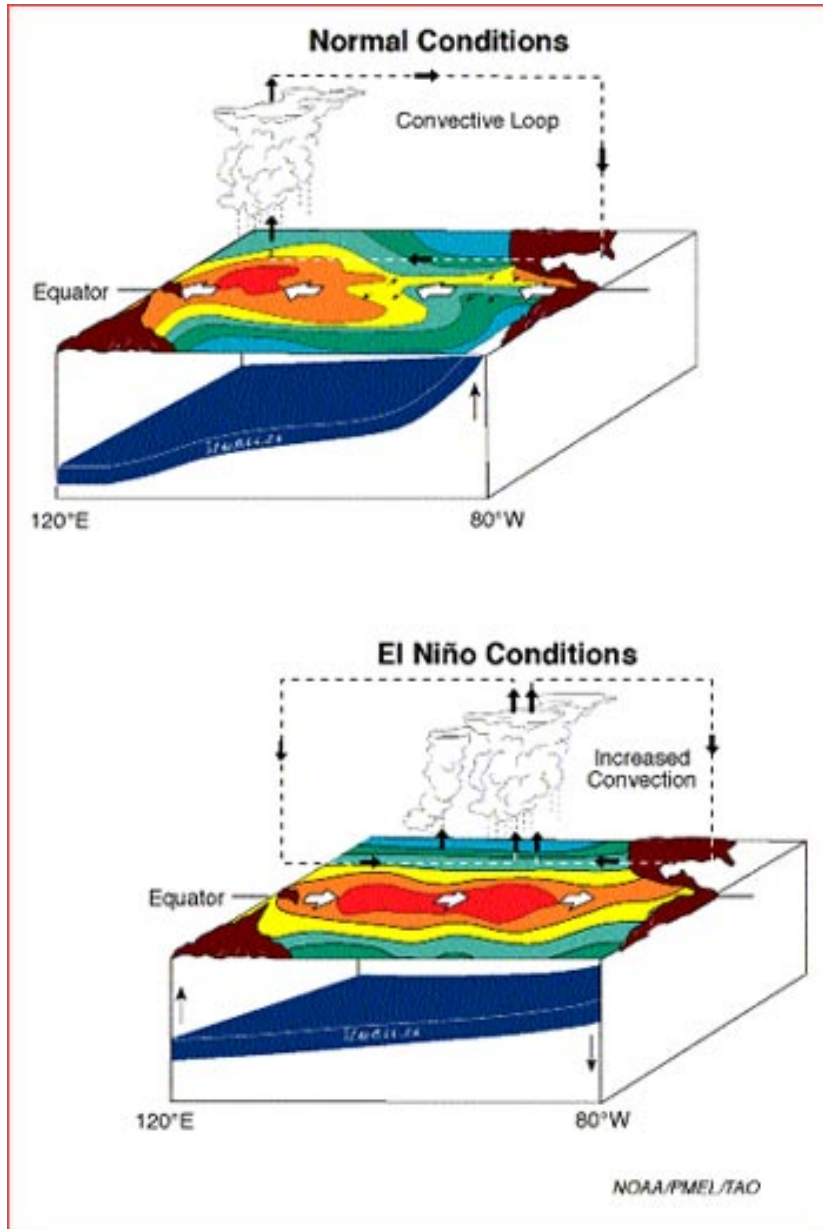 Normal Conditions
Convective Loop
Equator
120°E
80°W
El Niño Conditions
Increased
Convection
Equator
120°E
80°W
NOAA/PMEL/TAO